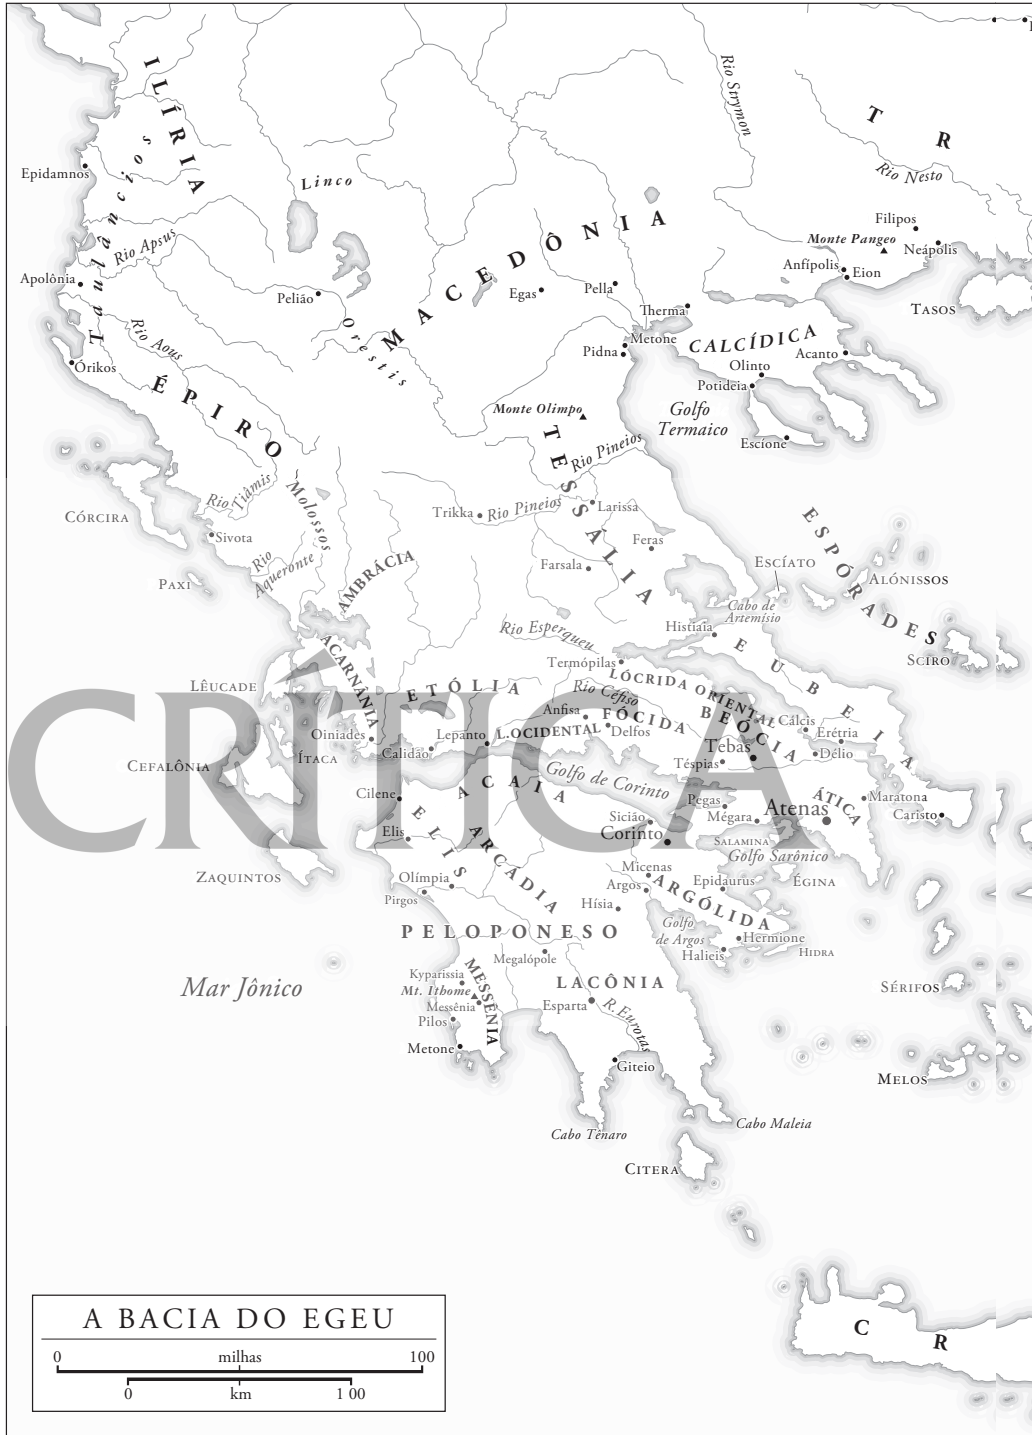 ILÍRIA
Taulâncios
Epidamnos
Linco
Rio Strymon
T R
Rio Nesto
Filipos
Monte Pangeo
Neápolis
Anfípolis
Eion
TASOS
Rio Apsus
Apolônia
Pelião
MACEDÔNIA
Egas
Pella
Therma
Orestis
Metone
Pidna
CALCÍDICA
Acanto
Olinto
Potideia
Golfo
Termaico
Escíone
Rio Aous
Órikos
ÉPIRO
Monte Olimpo
TESSÁLIA
Rio Pineios
Rio Pineios
Trikka
Larissa
Feras
Farsala
Rio
Tiâmis
Molossos
CÓRCIRA
Sivota
Rio
Aqueronte
PAXI
AMBRÁCIA
ESPÓRADES
ESCÍATO
ALÓNISSOS
Cabo de
Artemísio
Histiaia
SCIRO
Rio Esperqueu
Termópilas
EUBEIA
LÓCRIDA ORIENTAL
ACARNÂNIA
LÊUCADE
ETÓLIA
Rio Céfiso
Anfisa
FÓCIDA
BEÓCIA
Cálcis
Erétria
Oiniades
Lepanto
L.OCIDENTAL
Delfos
Tebas
Délio
Calidão
Téspias
CEFALÔNIA
ÍTACA
CRÍTICA
Golfo de Corinto
Cilene
ACAIA
Pegas
Mégara
Atenas
ÁTICA
Maratona
Caristo
Sicião
Corinto
SALAMINA
Golfo Sarônico
Elis
ELIS
ARCÁDIA
ZAQUINTOS
Olímpia
Pirgos
Micenas
Argos
ARGÓLIDA
Epidaurus
ÉGINA
Hísia
PELOPONESO
Golfo
de Argos
Hermione
Halieis
HIDRA
Megalópole
Mar Jônico
Kyparissia
Mt. Ithome
Messênia
MESSÊNIA
Pilos
LACÔNIA
Esparta
R.Eurotas
SÉRIFOS
Metone
Giteio
MELOS
Cabo Tênaro
Cabo Maleia
CITERA
C R
A BACIA DO EGEU
0 milhas 100
0 km 1 00